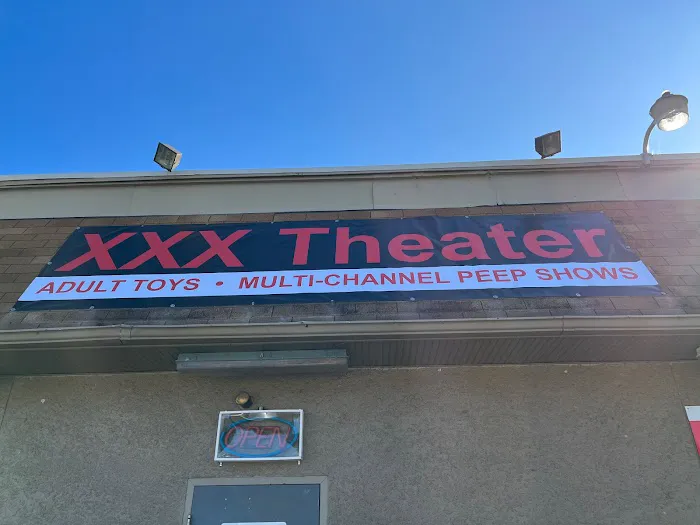 XXX Theater
ADULT TOYS • MULTI-CHANNEL PEEP SHOWS
OPEN